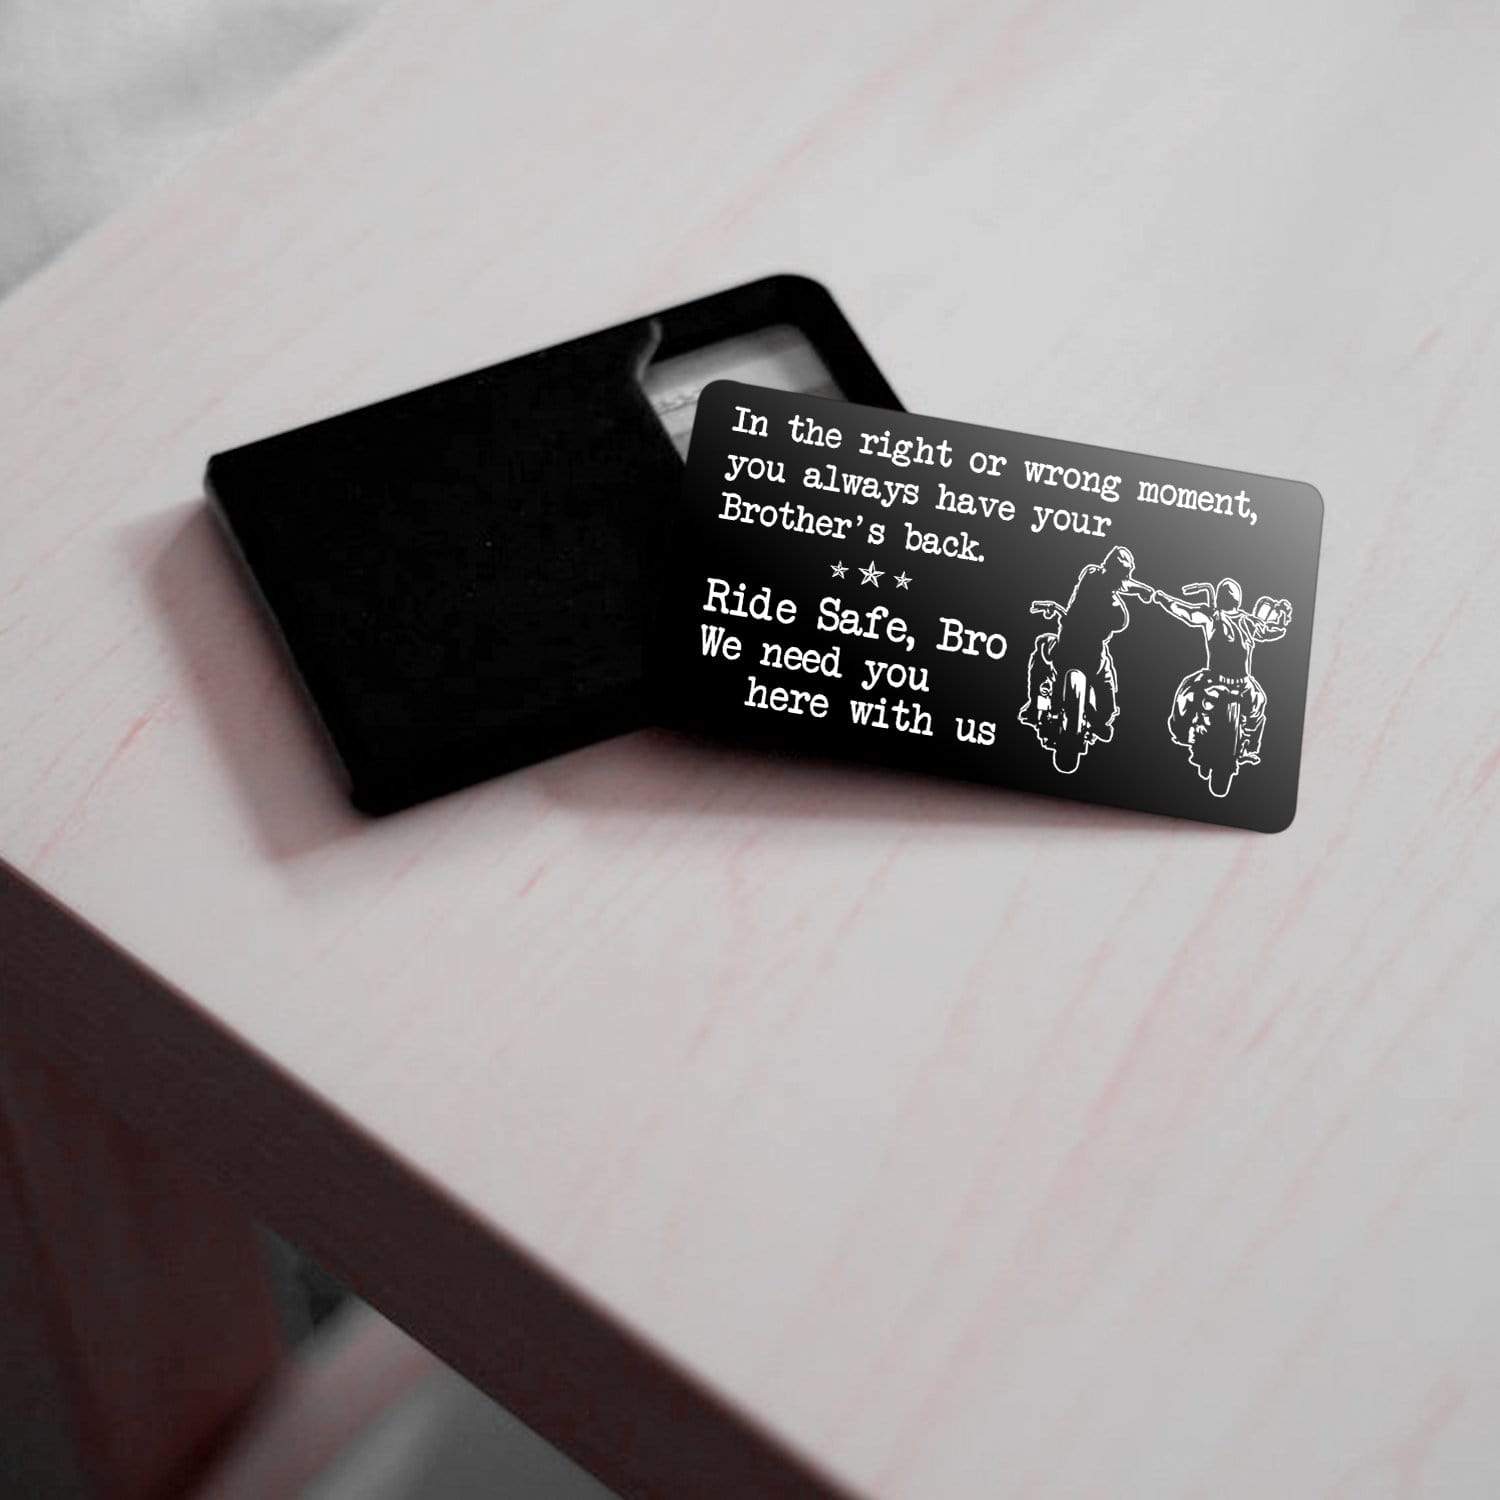 In the right or wrong moment,
you always have your
Brother's back.
Ride Safe, Bro
We need you
here with us